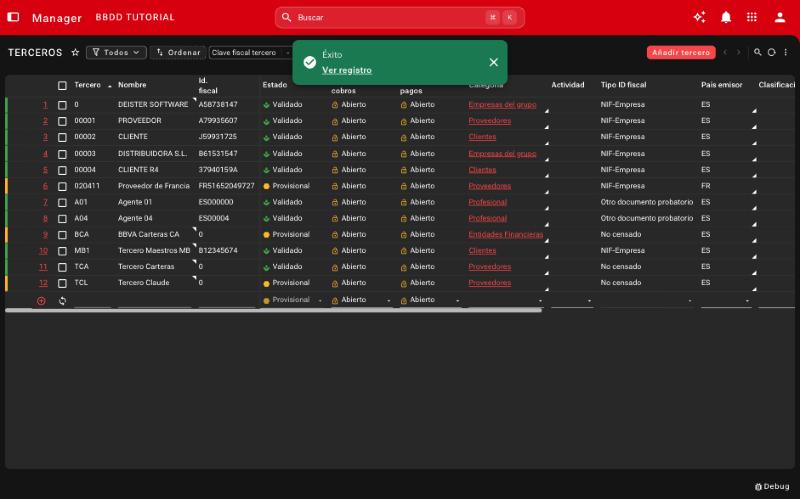 Manager BBDD TUTORIAL Buscar ⌘ K
TERCEROS Todos Ordenar Clave fiscal tercero Añadir tercero
Éxito
Ver registro
Tercero Nombre Id. fiscal Estado cobros pagos Categoría Actividad Tipo ID fiscal País emisor Clasificaci
1 0 DEISTER SOFTWARE A58738147 Validado Abierto Abierto Empresas del grupo NIF-Empresa ES
2 00001 PROVEEDOR A79935607 Validado Abierto Abierto Proveedores NIF-Empresa ES
3 00002 CLIENTE J59931725 Validado Abierto Abierto Clientes NIF-Empresa ES
4 00003 DISTRIBUIDORA S.L. B61531547 Validado Abierto Abierto Empresas del grupo NIF-Empresa ES
5 00004 CLIENTE R4 37940159A Validado Abierto Abierto Clientes NIF-Empresa ES
6 020411 Proveedor de Francia FR51652049727 Provisional Abierto Abierto Proveedores NIF-Empresa FR
7 A01 Agente 01 ES000000 Validado Abierto Abierto Profesional Otro documento probatorio ES
8 A04 Agente 04 ES00004 Validado Abierto Abierto Profesional Otro documento probatorio ES
9 BCA BBVA Carteras CA 0 Provisional Abierto Abierto Entidades Financieras No censado ES
10 MB1 Tercero Maestros MB B12345674 Validado Abierto Abierto Clientes NIF-Empresa ES
11 TCA Tercero Carteras 0 Validado Abierto Abierto Proveedores No censado ES
12 TCL Tercero Claude 0 Provisional Abierto Abierto Proveedores No censado ES
Provisional Abierto Abierto
Debug